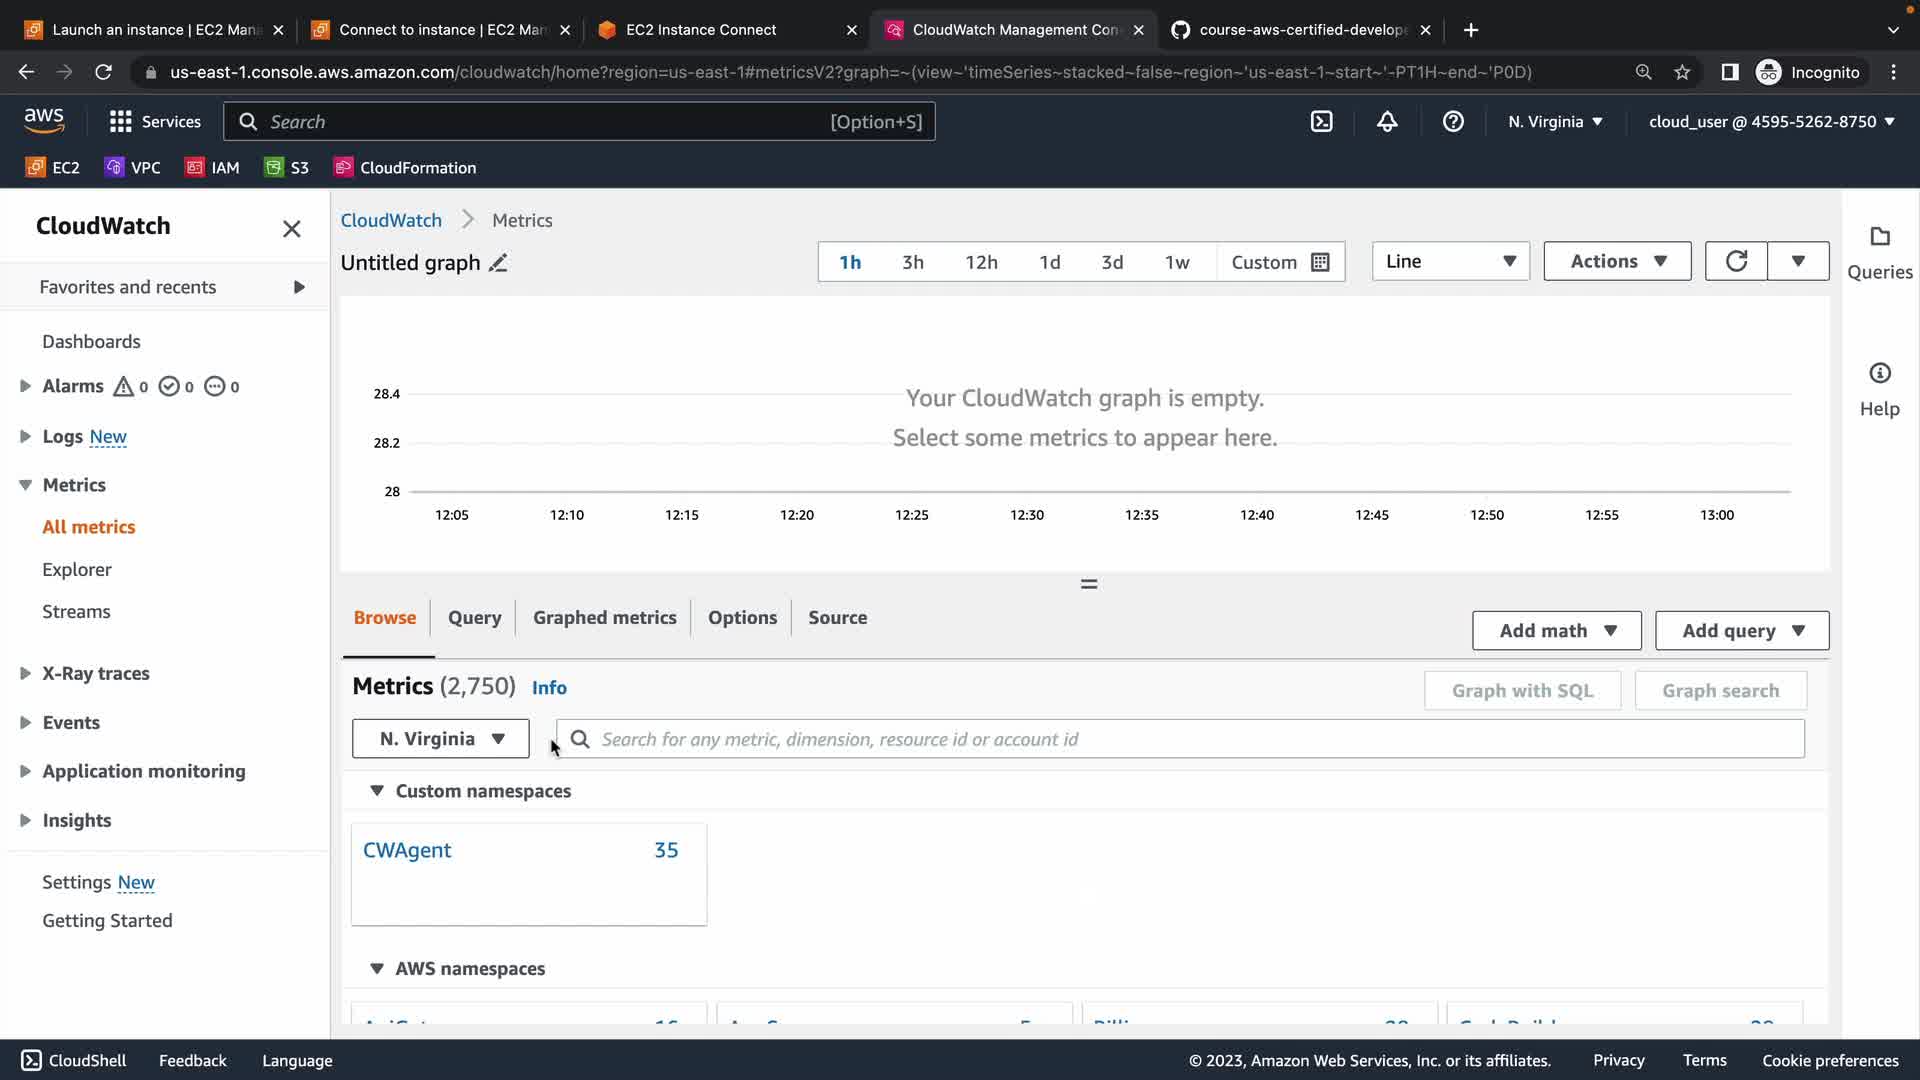 Launch an instance | EC2 Mana
Connect to instance | EC2 Man
EC2 Instance Connect
CloudWatch Management Con
course-aws-certified-develope
us-east-1.console.aws.amazon.com/cloudwatch/home?region=us-east-1#metricsV2?graph=~(view~'timeSeries~stacked~false~region~'us-east-1~start~'-PT1H~end~'P0D)
Incognito
aws
Services
Search
[Option+S]
N. Virginia
cloud_user @ 4595-5262-8750
EC2
VPC
IAM
S3
CloudFormation
CloudWatch
Favorites and recents
Dashboards
Alarms 0 0 0
Logs New
Metrics
All metrics
Explorer
Streams
X-Ray traces
Events
Application monitoring
Insights
Settings New
Getting Started
CloudWatch > Metrics
Untitled graph
1h 3h 12h 1d 3d 1w Custom
Line
Actions
Queries
Help
Your CloudWatch graph is empty.
Select some metrics to appear here.
28.4
28.2
28
12:05 12:10 12:15 12:20 12:25 12:30 12:35 12:40 12:45 12:50 12:55 13:00
Browse
Query
Graphed metrics
Options
Source
Add math
Add query
Metrics (2,750) Info
Graph with SQL
Graph search
N. Virginia
Search for any metric, dimension, resource id or account id
Custom namespaces
CWAgent 35
AWS namespaces
CloudShell
Feedback
Language
© 2023, Amazon Web Services, Inc. or its affiliates.
Privacy
Terms
Cookie preferences